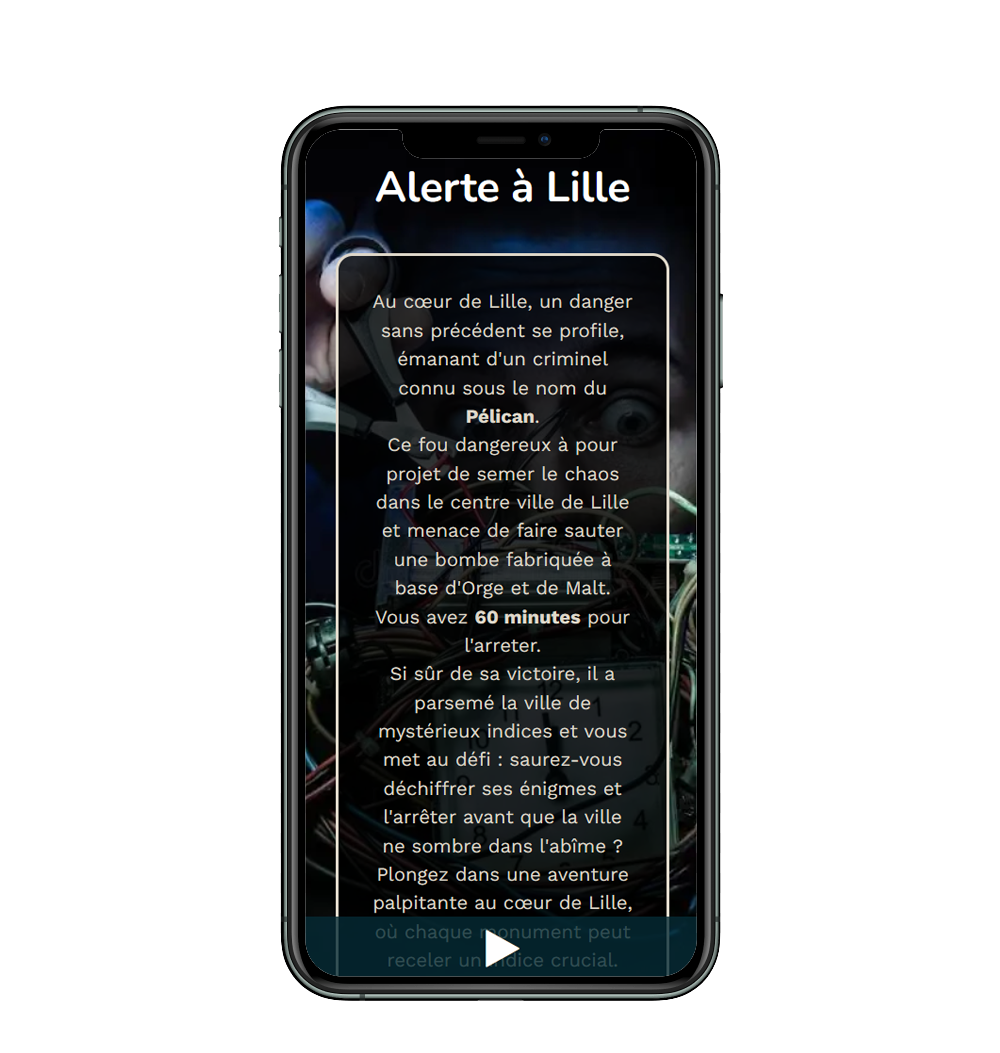 Alerte à Lille
Au cœur de Lille, un danger
sans précédent se profile,
émanant d'un criminel
connu sous le nom du
Pélican.
Ce fou dangereux à pour
projet de semer le chaos
dans le centre ville de Lille
et menace de faire sauter
une bombe fabriquée à
base d'Orge et de Malt.
Vous avez 60 minutes pour
l'arreter.
Si sûr de sa victoire, il a
parsemé la ville de
mystérieux indices et vous
met au défi : saurez-vous
déchiffrer ses énigmes et
l'arrêter avant que la ville
ne sombre dans l'abîme ?
Plongez dans une aventure
palpitante au cœur de Lille,
où chaque monument peut
receler un indice crucial.